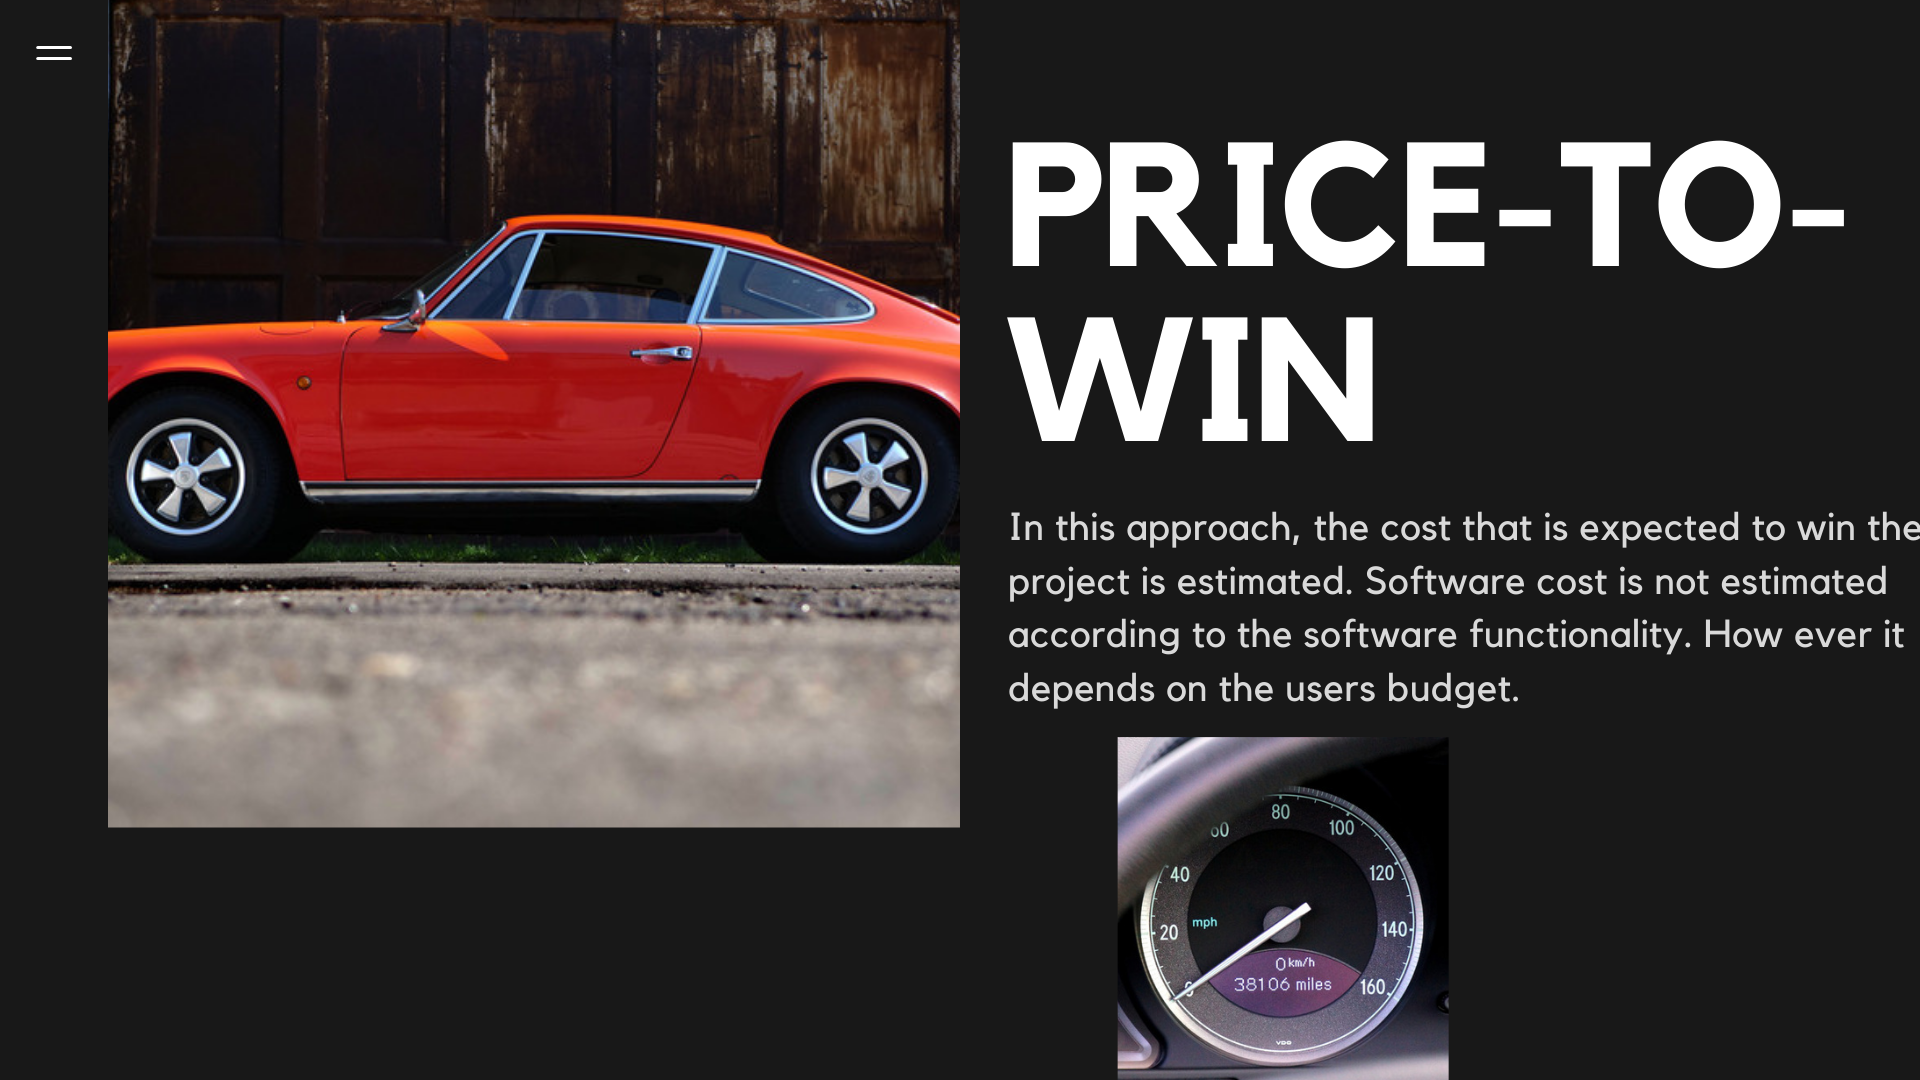 PRICE-TO-
WIN
In this approach, the cost that is expected to win the
project is estimated. Software cost is not estimated
according to the software functionality. How ever it
depends on the users budget.
60
80
100
40
120
mph
20
140
0 km/h
38106 miles
0
160
VDO